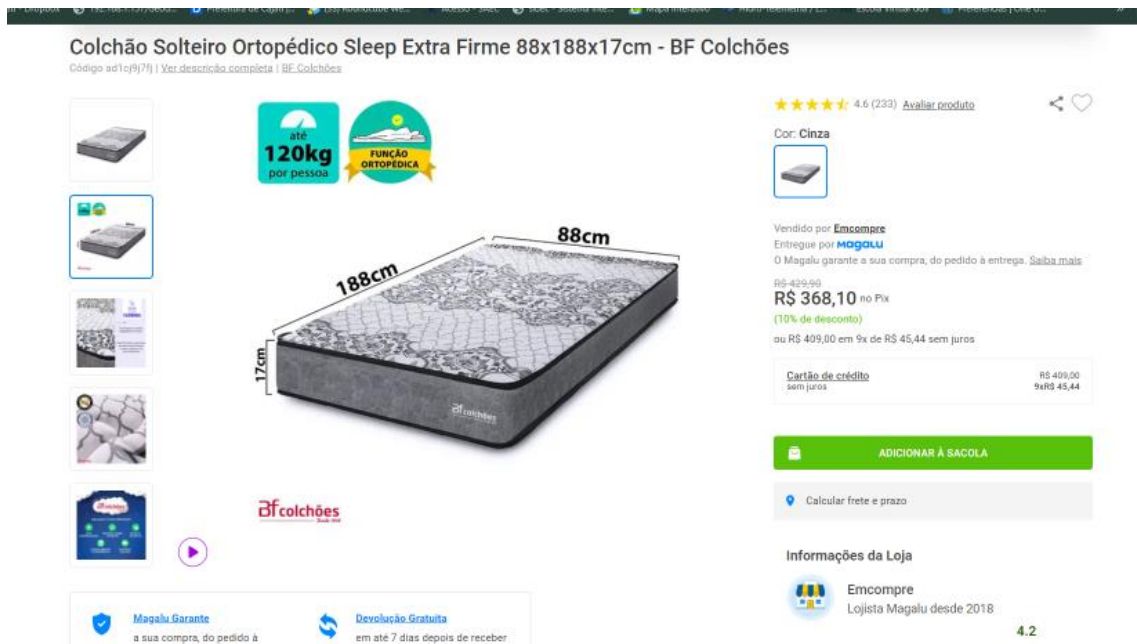 Colchão Solteiro Ortopédico Sleep Extra Firme 88x188x17cm - BF Colchões
Código ad1cj9j7fj | Ver descrição completa | BF Colchões
até
120kg
por pessoa
FUNÇÃO
ORTOPÉDICA
88cm
188cm
17cm
BF colchões
BF colchões
4.6 (233) Avaliar produto
Cor: Cinza
Vendido por Emcompre
Entregue por Magalu
O Magalu garante a sua compra, do pedido à entrega. Saiba mais
R$ 429,90
R$ 368,10 no Pix
(10% de desconto)
ou R$ 409,00 em 9x de R$ 45,44 sem juros
Cartão de crédito R$ 409,00
sem juros 9xR$ 45,44
ADICIONAR À SACOLA
Calcular frete e prazo
Informações da Loja
Emcompre
Lojista Magalu desde 2018
4.2
Magalu Garante
a sua compra, do pedido à
Devolução Gratuita
em até 7 dias depois de receber